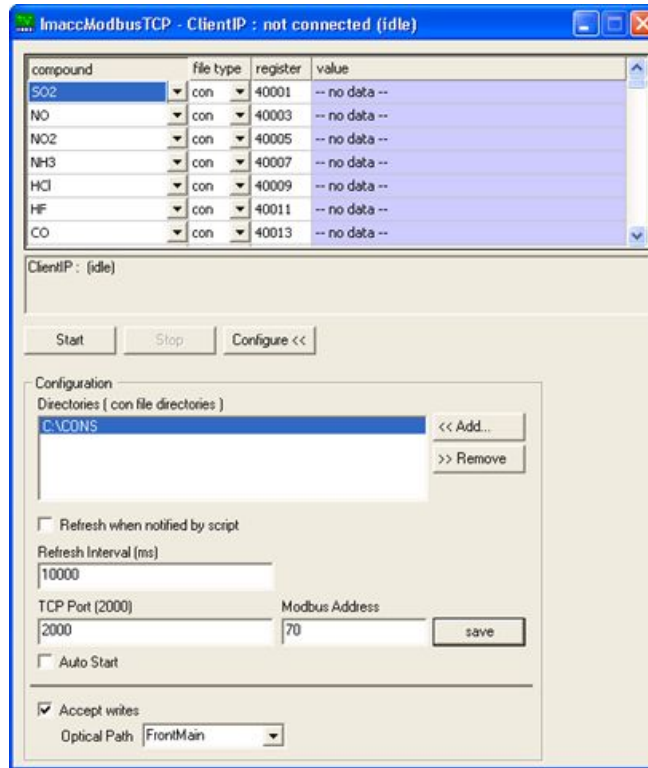 ImaccModbusTCP - ClientIP : not connected (idle)
compound file type register value
SO2 con 40001 -- no data --
NO con 40003 -- no data --
NO2 con 40005 -- no data --
NH3 con 40007 -- no data --
HCl con 40009 -- no data --
HF con 40011 -- no data --
CO con 40013 -- no data --
ClientIP : (idle)
Start Stop Configure <<
Configuration
Directories ( con file directories )
C:\CONS << Add...
>> Remove
Refresh when notified by script
Refresh Interval (ms)
10000
TCP Port (2000) Modbus Address
2000 70 save
Auto Start
Accept writes
Optical Path FrontMain